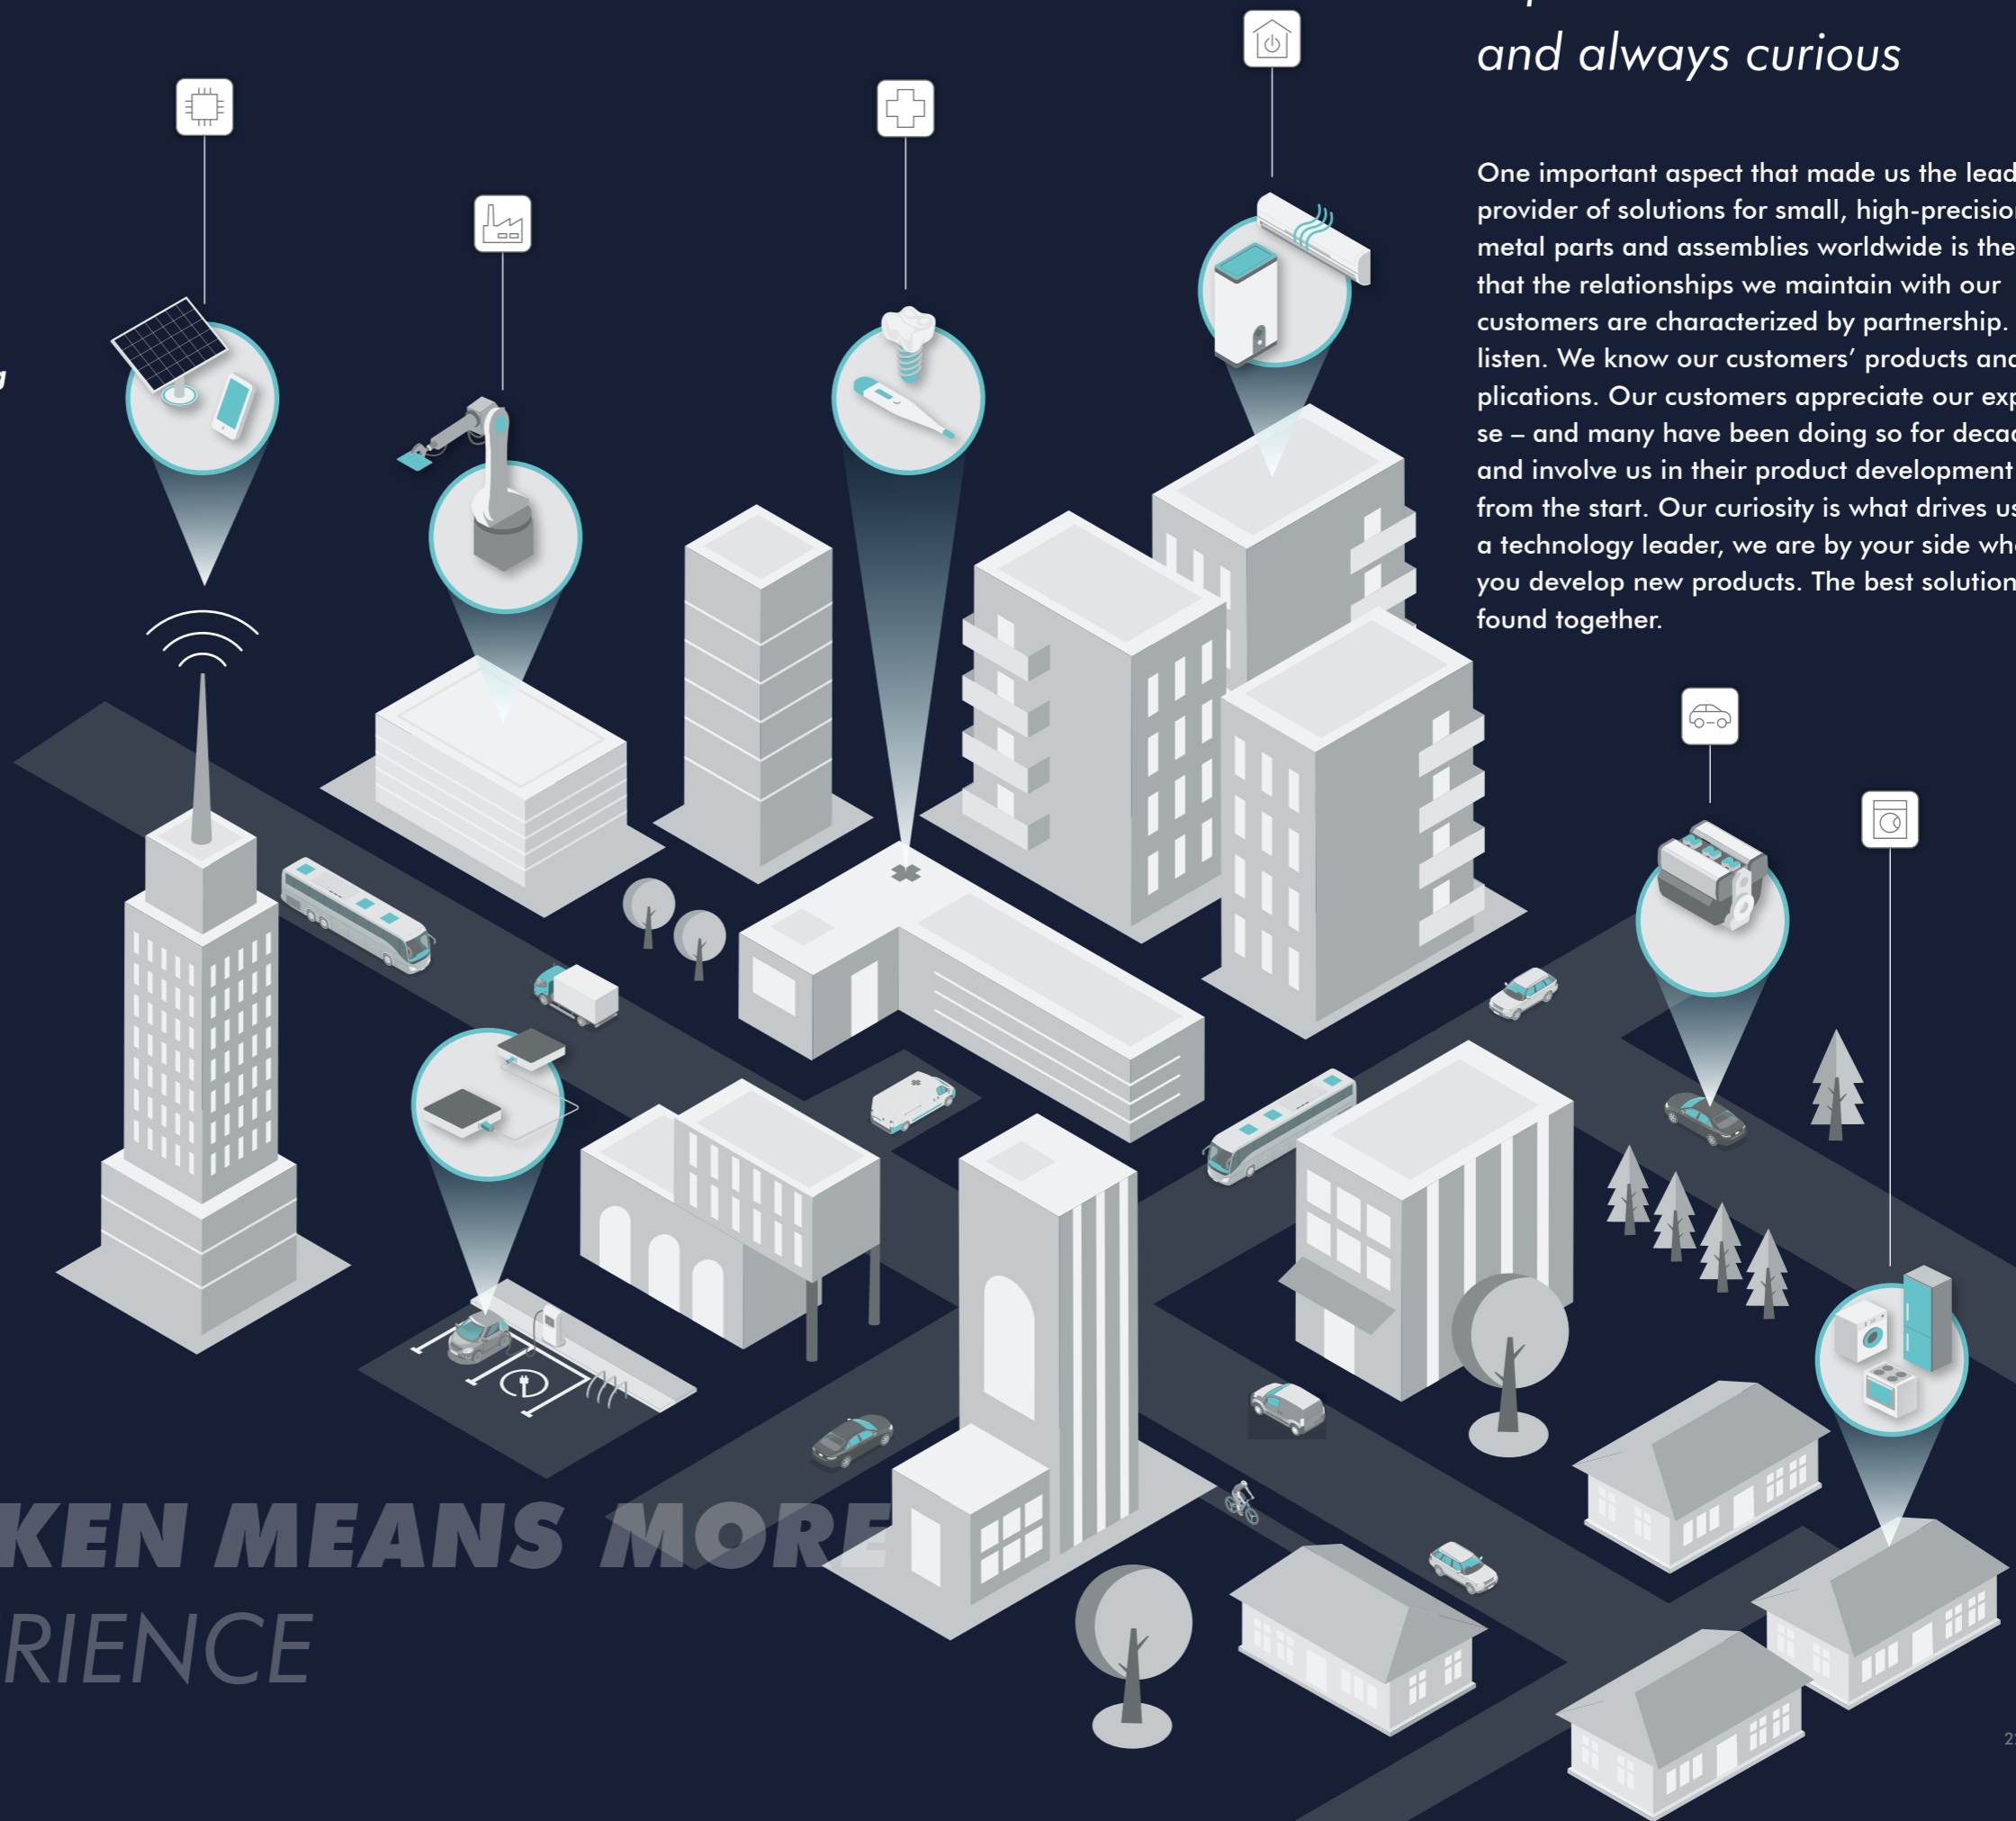 and always curious
One important aspect that made us the lead
provider of solutions for small, high-precision
metal parts and assemblies worldwide is the
that the relationships we maintain with our
customers are characterized by partnership.
listen. We know our customers’ products and
plications. Our customers appreciate our exp
se – and many have been doing so for deca
and involve us in their product development
from the start. Our curiosity is what drives us
a technology leader, we are by your side wh
you develop new products. The best solution
found together.
g
KEN MEANS MORE
RIENCE